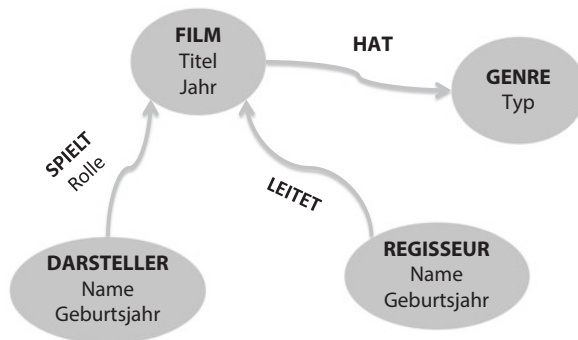 FILM
Titel
Jahr
HAT
GENRE
Typ
SPIELT
Rolle
LEITET
DARSTELLER
Name
Geburtsjahr
REGISSEUR
Name
Geburtsjahr